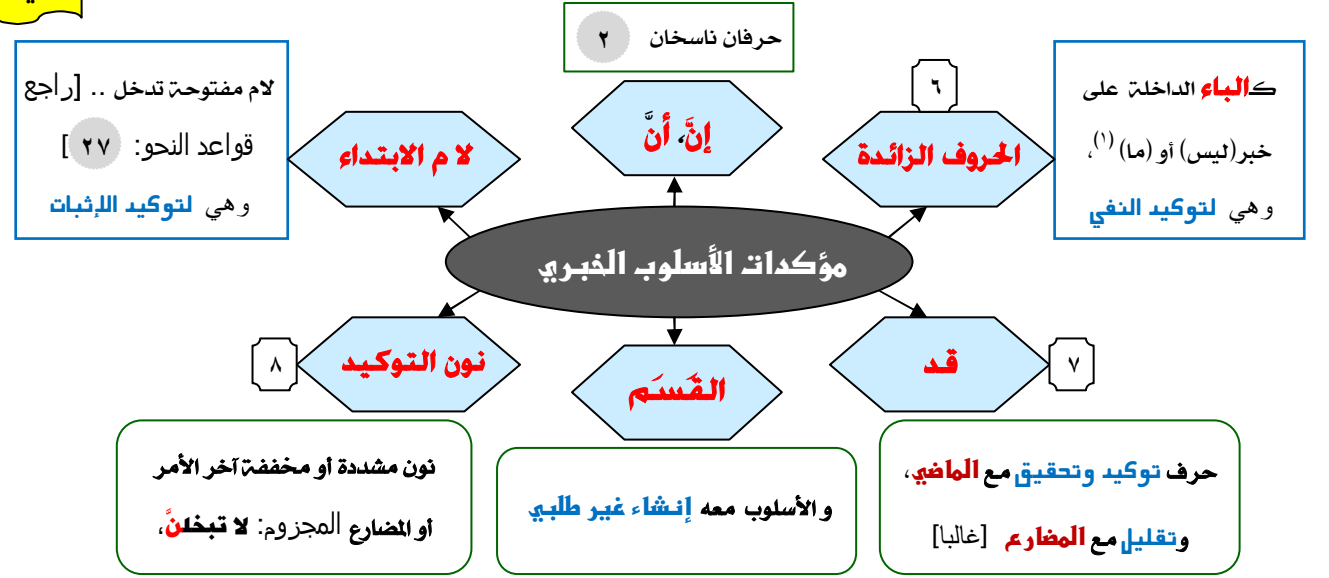 حرفان ناسخان ٢
كالباء الداخلة على
خبر(ليس) أو (ما) (١)،
وهي لتوكيد النفي
٦
الحروف الزائدة
إنَّ، أنَّ
لام الابتداء
لام مفتوحة تدخل .. [راجع
قواعد النحو: ٢٧ ]
وهي لتوكيد الإثبات
مؤكدات الأسلوب الخبري
٧
قد
القَسَم
نون التوكيد
٨
حرف توكيد وتحقيق مع الماضي،
وتقليل مع المضارع [غالبا]
والأسلوب معه إنشاء غير طلبي
نون مشددة أو مخففة آخر الأمر
أو المضارع المجزوم: لا تبخلنَّ،